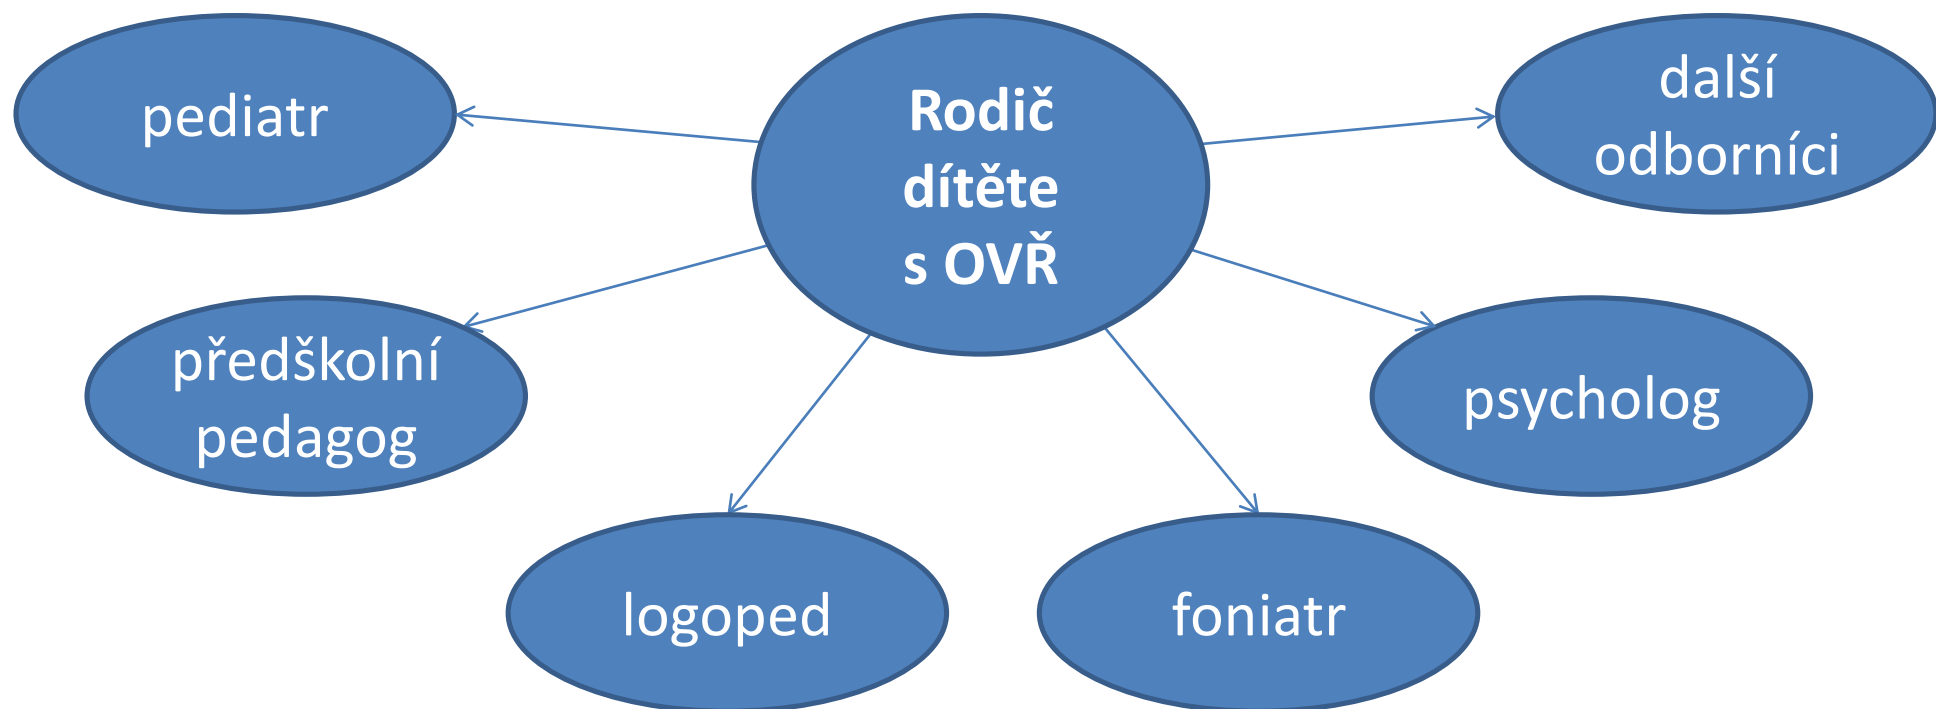 pediatr
Rodič
dítěte
s OVŘ
další
odborníci
předškolní
pedagog
psycholog
logoped
foniatr